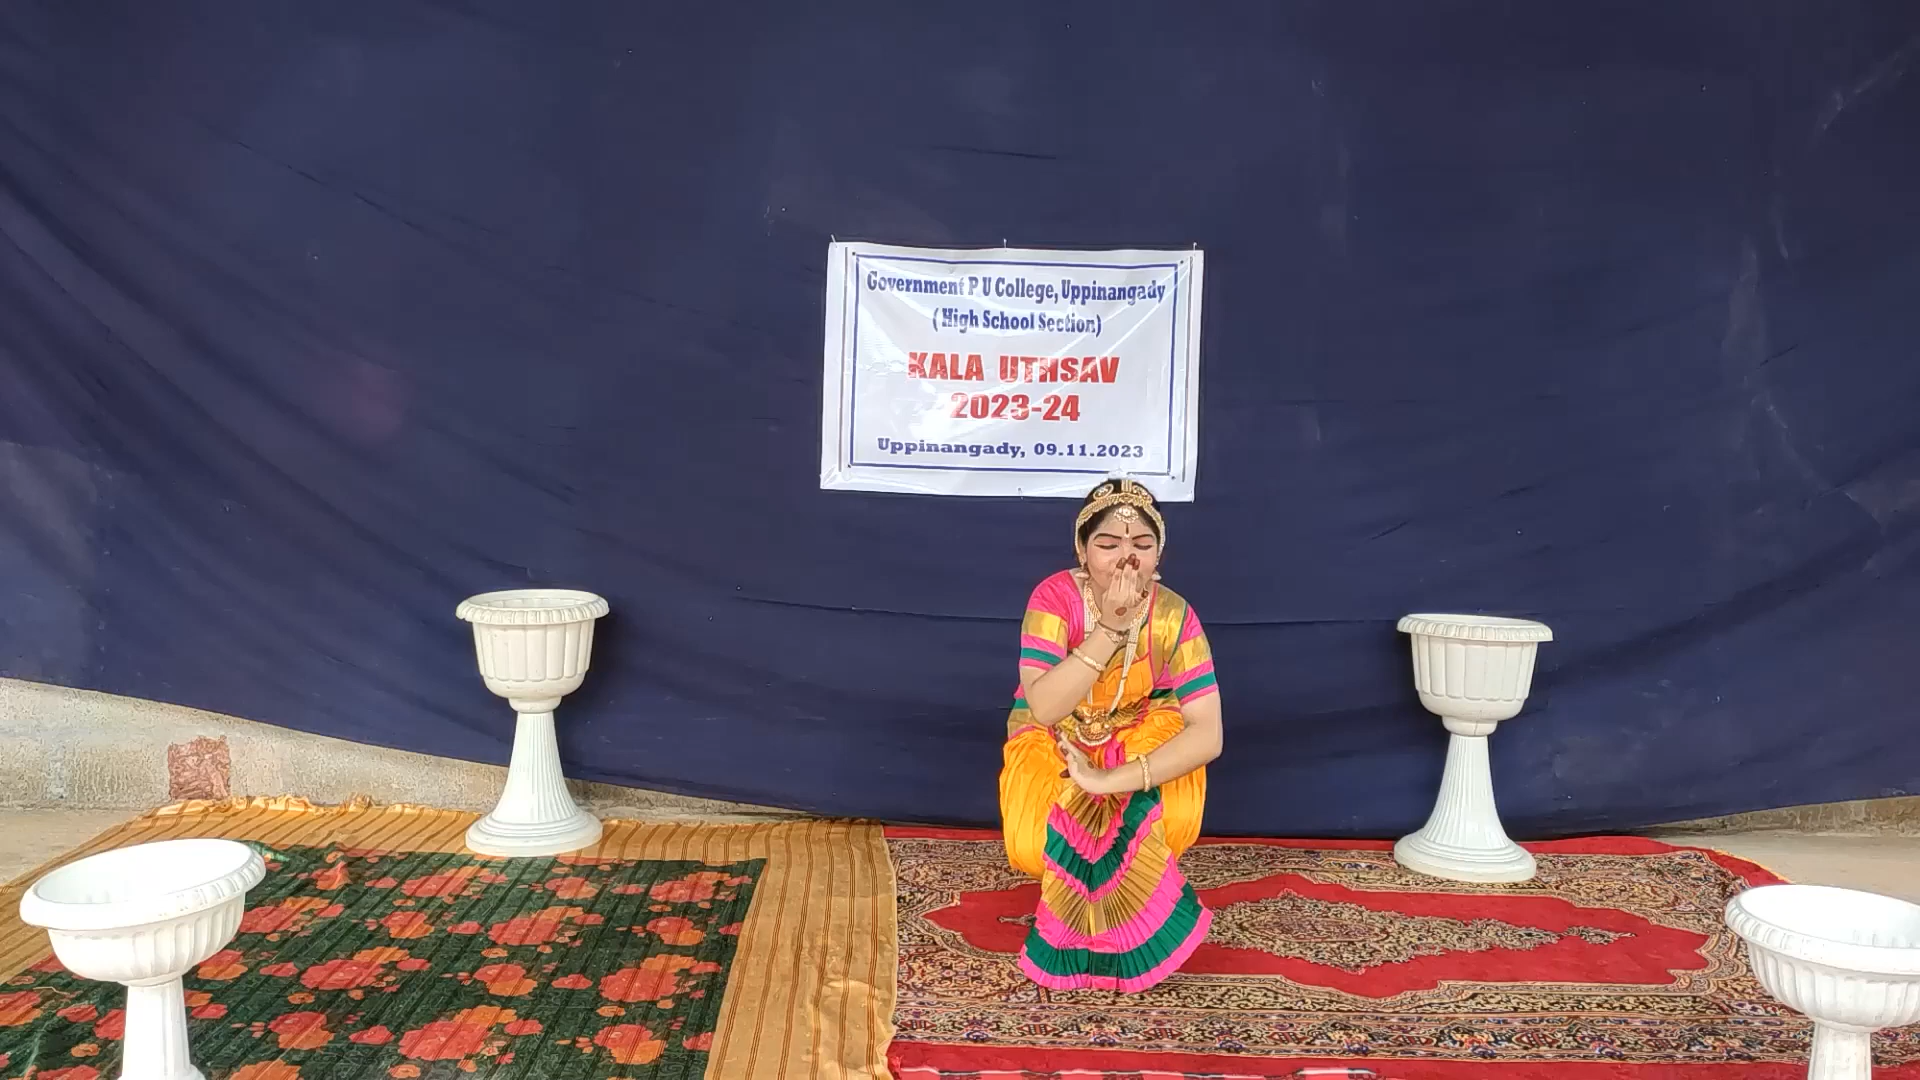 Government P U College, Uppinangady
( High School Section)
KALA UTHSAV
2023-24
Uppinangady, 09.11.2023